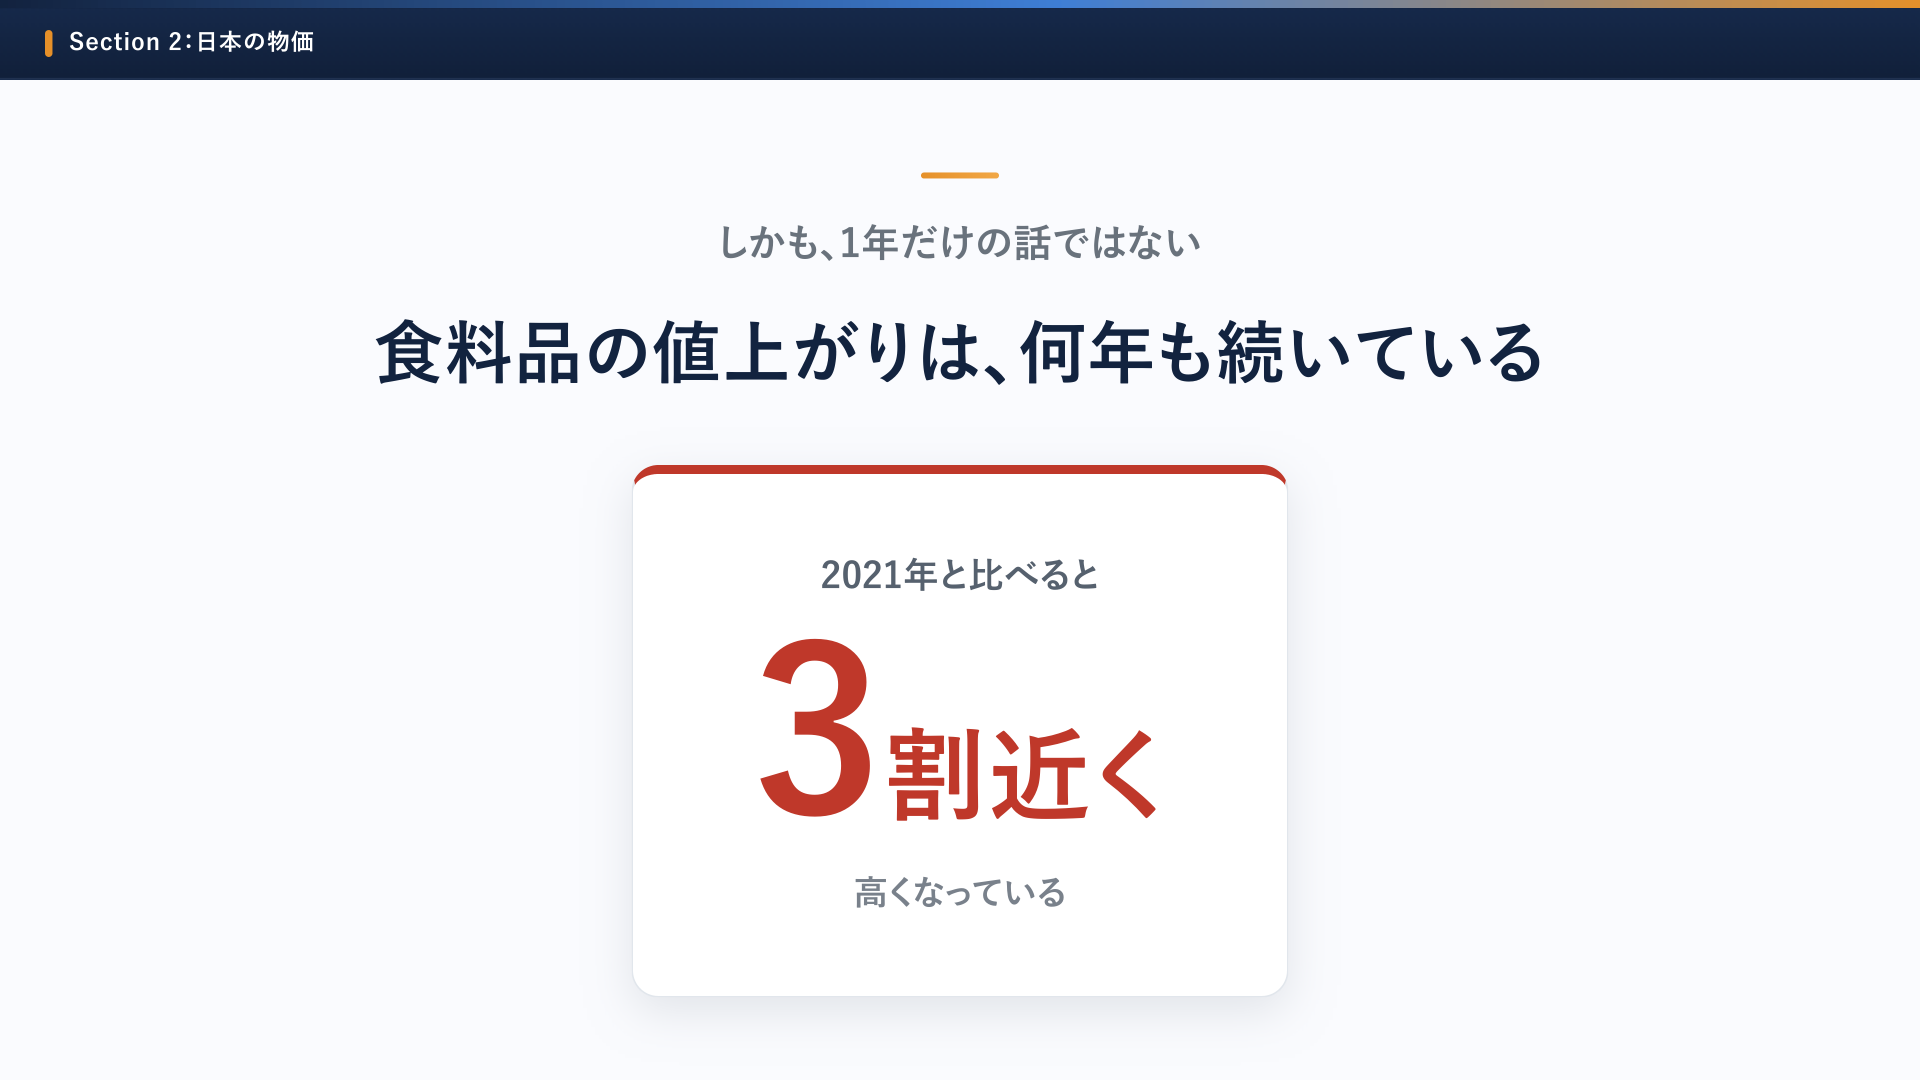 Section 2：日本の物価
しかも、1年だけの話ではない
食料品の値上がりは、何年も続いている
2021年と比べると
3割近く
高くなっている